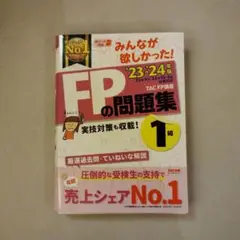 No.1
みんなが
欲しかった!
'23-'24年版
TAC FP講座
FPの問題集
実技対策も収載!
1級
厳選過去問・ていねいな解説
圧倒的な受検生の支持で
売上シェアNo.1